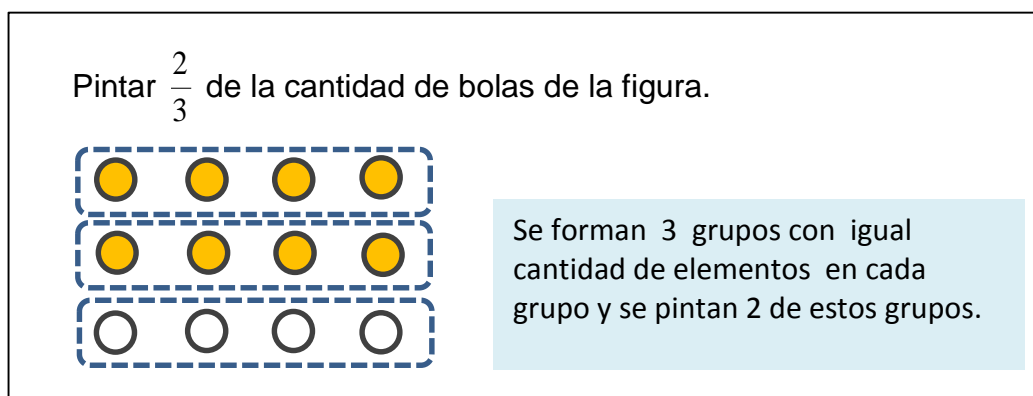 Pintar 2/3 de la cantidad de bolas de la figura.
Se forman 3 grupos con igual
cantidad de elementos en cada
grupo y se pintan 2 de estos grupos.